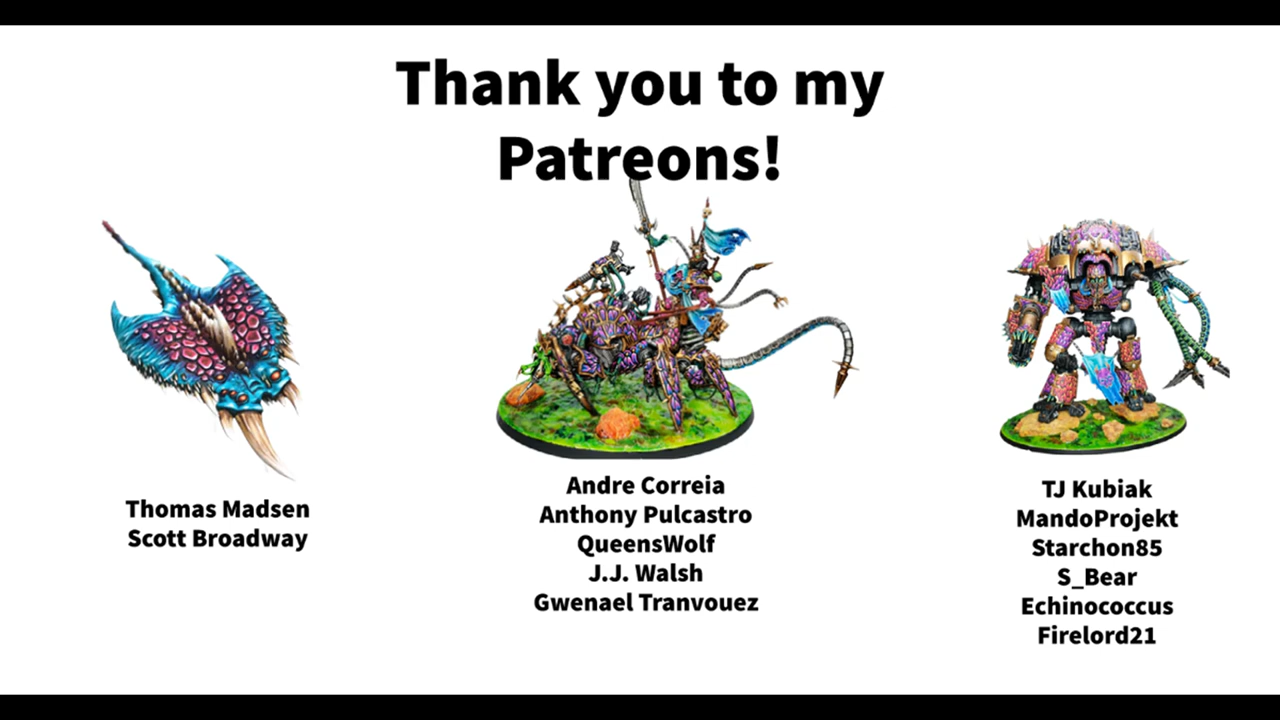 Thank you to my
Patreons!
Thomas Madsen
Scott Broadway
Andre Correia
Anthony Pulcastro
QueensWolf
J.J. Walsh
Gwenael Tranvouez
TJ Kubiak
MandoProjekt
Starchon85
S_Bear
Echinococcus
Firelord21